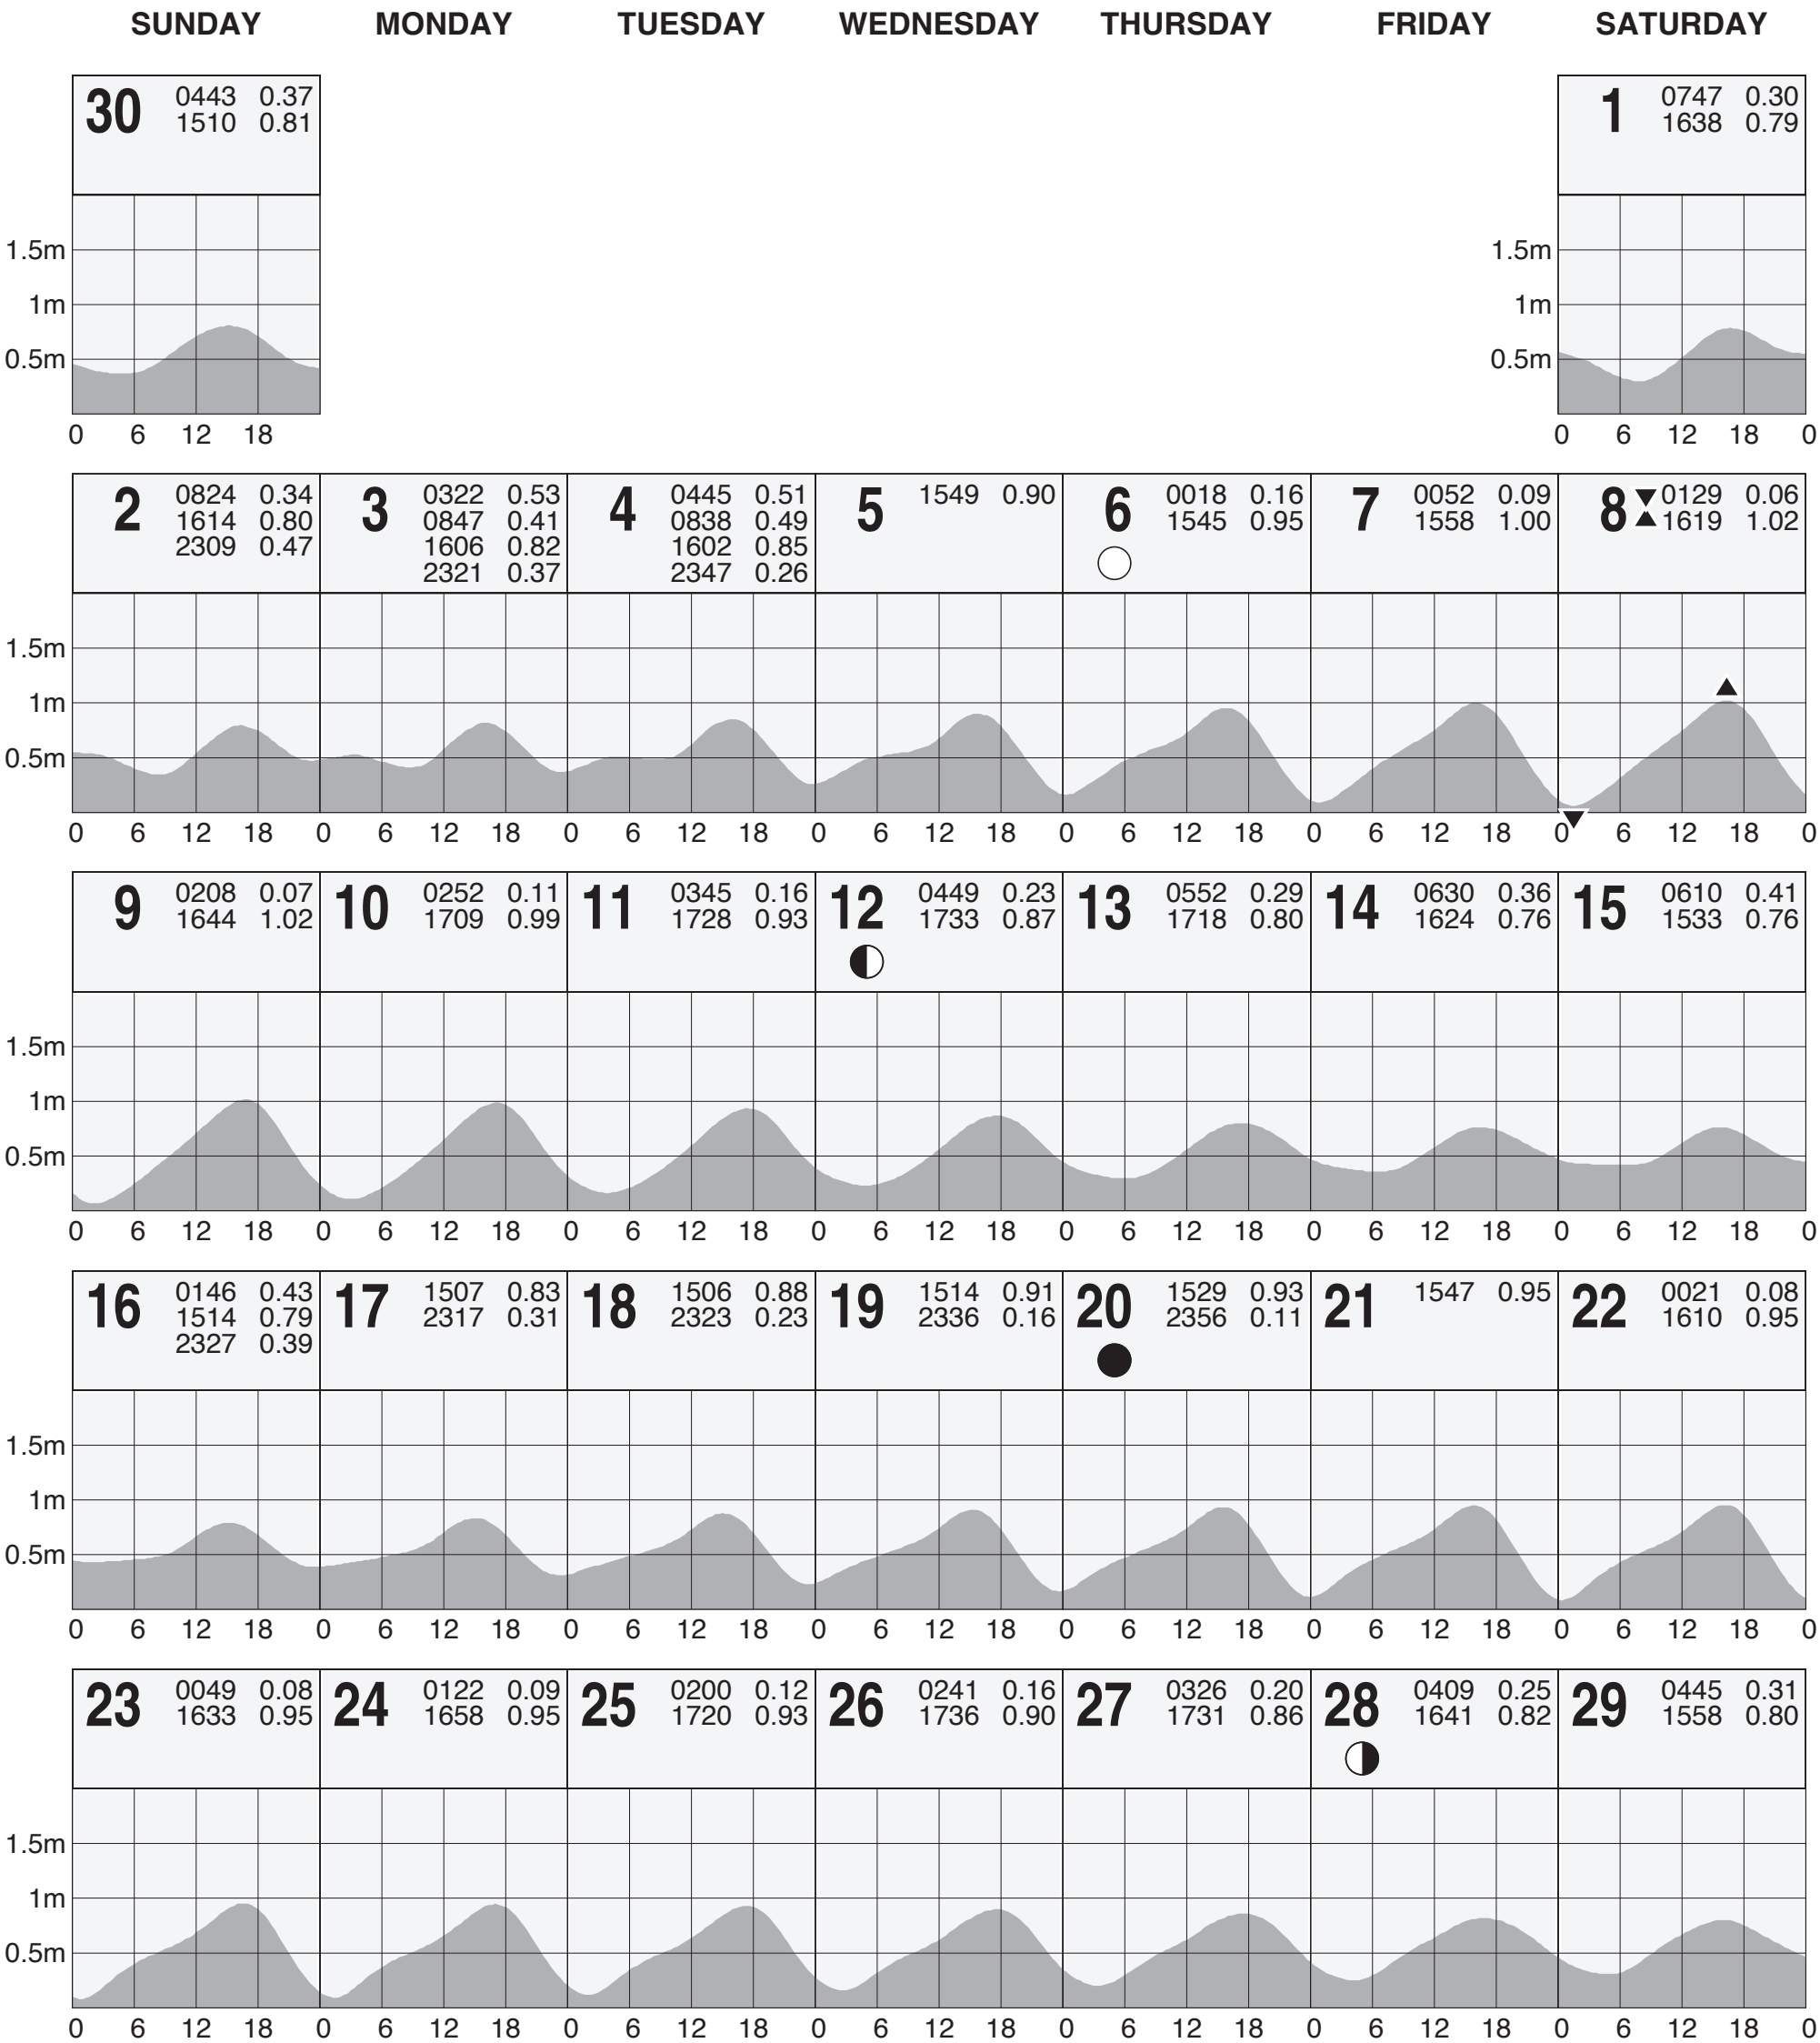 SUNDAY MONDAY TUESDAY WEDNESDAY THURSDAY FRIDAY SATURDAY
30 0443 0.37
1510 0.81
1 0747 0.30
1638 0.79
1.5m
1m
0.5m
0 6 12 18
1.5m
1m
0.5m
0 6 12 18 0
2 0824 0.34
1614 0.80
2309 0.47
3 0322 0.53
0847 0.41
1606 0.82
2321 0.37
4 0445 0.51
0838 0.49
1602 0.85
2347 0.26
5 1549 0.90
6 0018 0.16
1545 0.95
7 0052 0.09
1558 1.00
8 0129 0.06
1619 1.02
1.5m
1m
0.5m
0 6 12 18 0 6 12 18 0 6 12 18 0 6 12 18 0 6 12 18 0 6 12 18 0 6 12 18 0
9 0208 0.07
1644 1.02
10 0252 0.11
1709 0.99
11 0345 0.16
1728 0.93
12 0449 0.23
1733 0.87
13 0552 0.29
1718 0.80
14 0630 0.36
1624 0.76
15 0610 0.41
1533 0.76
1.5m
1m
0.5m
0 6 12 18 0 6 12 18 0 6 12 18 0 6 12 18 0 6 12 18 0 6 12 18 0 6 12 18 0
16 0146 0.43
1514 0.79
2327 0.39
17 1507 0.83
2317 0.31
18 1506 0.88
2323 0.23
19 1514 0.91
2336 0.16
20 1529 0.93
2356 0.11
21 1547 0.95
22 0021 0.08
1610 0.95
1.5m
1m
0.5m
0 6 12 18 0 6 12 18 0 6 12 18 0 6 12 18 0 6 12 18 0 6 12 18 0 6 12 18 0
23 0049 0.08
1633 0.95
24 0122 0.09
1658 0.95
25 0200 0.12
1720 0.93
26 0241 0.16
1736 0.90
27 0326 0.20
1731 0.86
28 0409 0.25
1641 0.82
29 0445 0.31
1558 0.80
1.5m
1m
0.5m
0 6 12 18 0 6 12 18 0 6 12 18 0 6 12 18 0 6 12 18 0 6 12 18 0 6 12 18 0